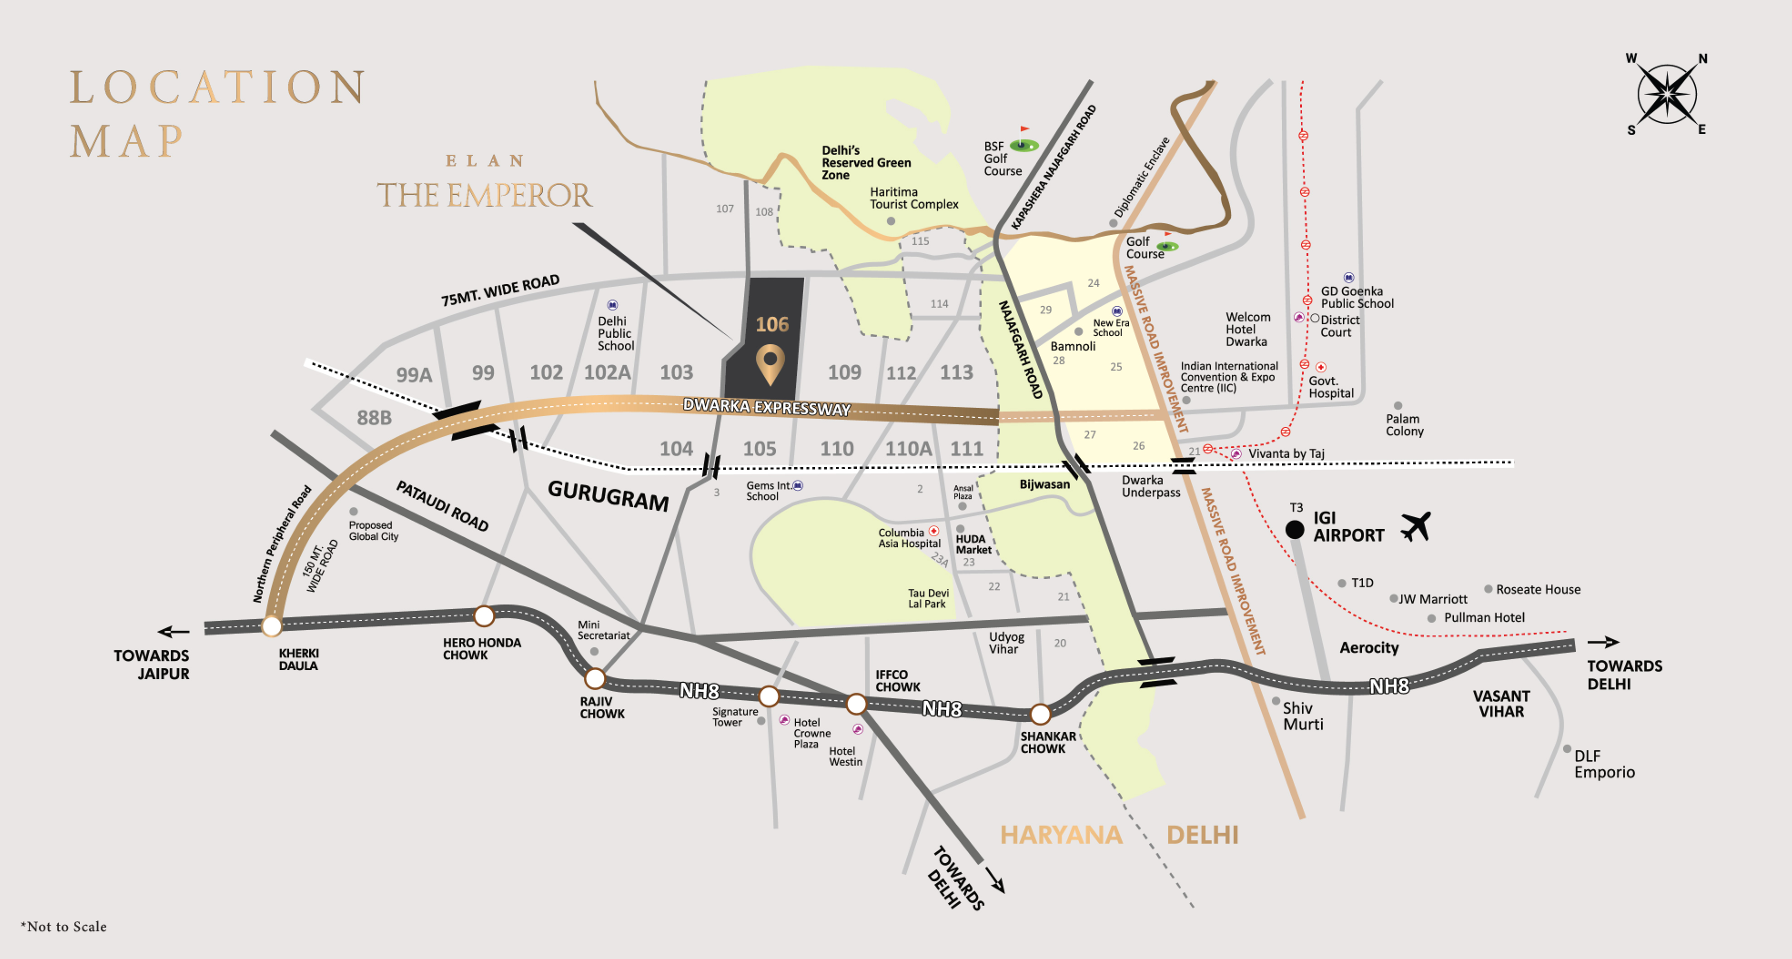 LOCATION
MAP
ELAN
THE EMPEROR
W
N
S
E
Delhi's
Reserved Green
Zone
Haritima
Tourist Complex
BSF
Golf
Course
KAPASHERA NAJAFGARH ROAD
Diplomatic Enclave
Golf
Course
107
108
115
114
24
29
28
25
27
26
21
75MT. WIDE ROAD
Delhi
Public
School
106
NAJAFGARH ROAD
New Era
School
Bamnoli
MASSIVE ROAD IMPROVEMENT
Welcom
Hotel
Dwarka
GD Goenka
Public School
District
Court
Indian International
Convention & Expo
Centre (IIC)
Govt.
Hospital
Palam
Colony
99A
99
102
102A
103
109
112
113
88B
DWARKA EXPRESSWAY
104
105
110
110A
111
Vivanta by Taj
Gems Int.
School
3
2
Ansal
Plaza
Bijwasan
Dwarka
Underpass
GURUGRAM
PATAUDI ROAD
Northern Peripheral Road
150 MT.
WIDE ROAD
Proposed
Global City
Columbia
Asia Hospital
HUDA
Market
23A
23
22
21
20
Tau Devi
Lal Park
Udyog
Vihar
MASSIVE ROAD IMPROVEMENT
T3
IGI
AIRPORT
T1D
JW Marriott
Roseate House
Pullman Hotel
Aerocity
TOWARDS
JAIPUR
KHERKI
DAULA
HERO HONDA
CHOWK
Mini
Secretariat
RAJIV
CHOWK
NH8
Signature
Tower
Hotel
Crowne
Plaza
Hotel
Westin
IFFCO
CHOWK
NH8
SHANKAR
CHOWK
NH8
Shiv
Murti
VASANT
VIHAR
TOWARDS
DELHI
DLF
Emporio
HARYANA
DELHI
TOWARDS
DELHI
*Not to Scale